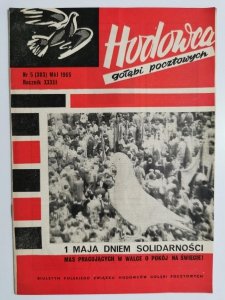 Hodowca
gołębi pocztowych
Nr 5 (303) MAJ 1965
Rocznik XXXIII
1 MAJA DNIEM SOLIDARNOŚCI
MAS PRACUJĄCYCH W WALCE O POKÓJ NA ŚWIECIE!
BIULETYN POLSKIEGO ZWIĄZKU HODOWCÓW GOŁĘBI POCZTOWYCH